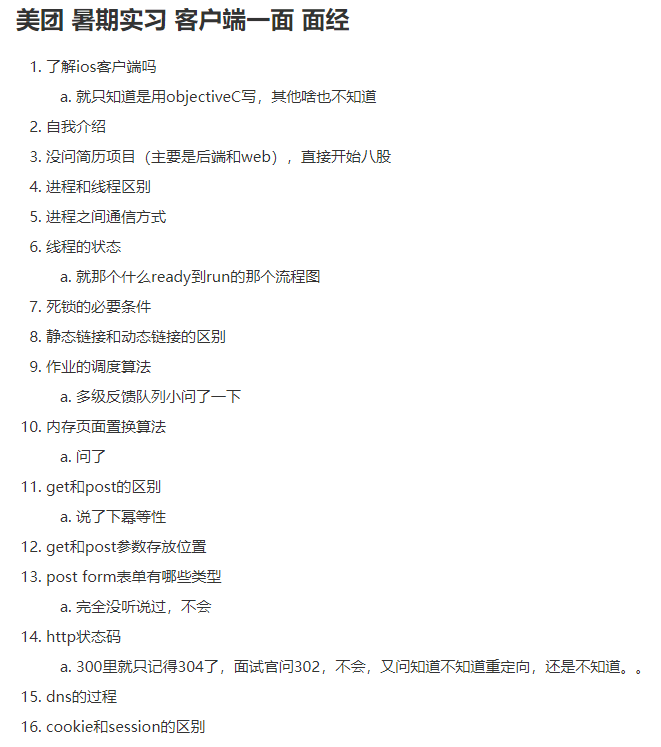 美团 暑期实习 客户端一面 面经
1. 了解ios客户端吗
a. 就只知道是用objectiveC写，其他啥也不知道
2. 自我介绍
3. 没问简历项目（主要是后端和web），直接开始八股
4. 进程和线程区别
5. 进程之间通信方式
6. 线程的状态
a. 就那个什么ready到run的那个流程图
7. 死锁的必要条件
8. 静态链接和动态链接的区别
9. 作业的调度算法
a. 多级反馈队列小问了一下
10. 内存页面置换算法
a. 问了
11. get和post的区别
a. 说了下幂等性
12. get和post参数存放位置
13. post form表单有哪些类型
a. 完全没听说过，不会
14. http状态码
a. 300里就只记得304了，面试官问302，不会，又问知道不知道重定向，还是不知道。。
15. dns的过程
16. cookie和session的区别